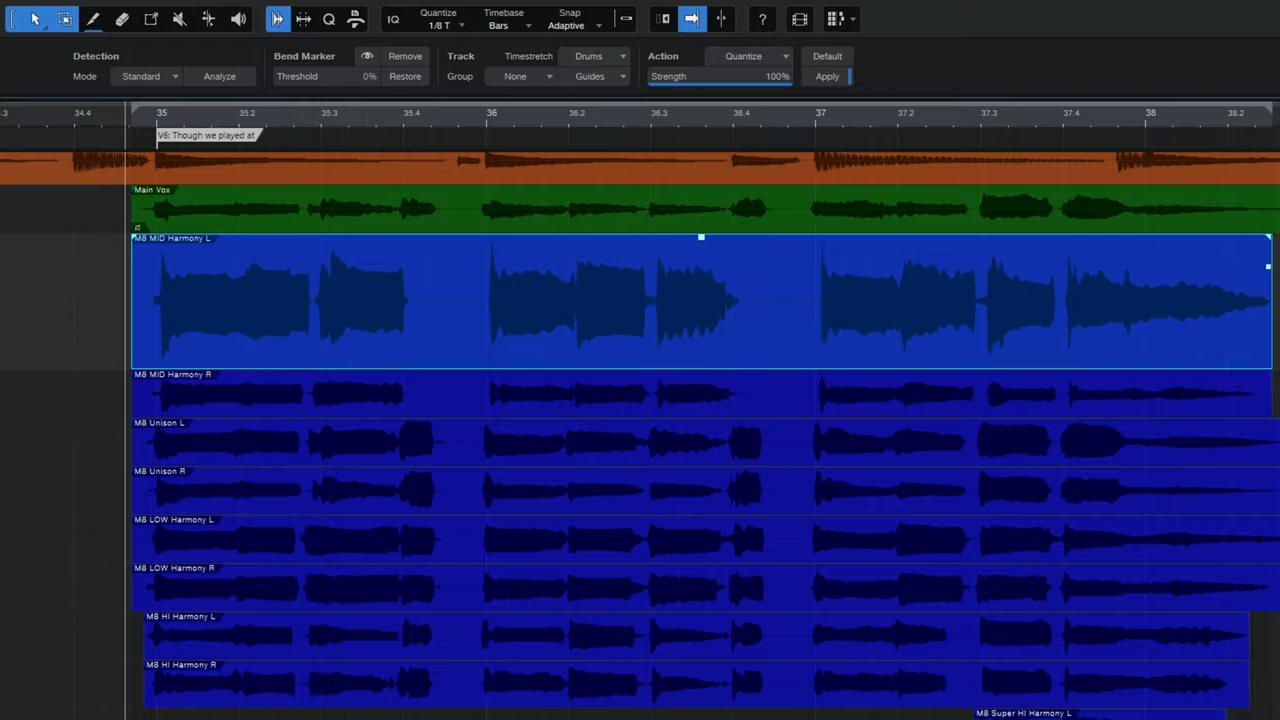 IQ Quantize Timebase Snap
1/8 T Bars Adaptive
?
Detection Bend Marker Remove Track Timestretch Drums Action Quantize Default
Mode Standard Analyze Threshold 0% Restore Group None Guides Strength 100% Apply
.3 34.4 35 35.2 35.3 35.4 36 36.2 36.3 36.4 37 37.2 37.3 37.4 38 38.2
V6: Though we played at
Main Vox
M8 MID Harmony L
M8 MID Harmony R
M8 Unison L
M8 Unison R
M8 LOW Harmony L
M8 LOW Harmony R
M8 HI Harmony L
M8 HI Harmony R
M8 Super HI Harmony L